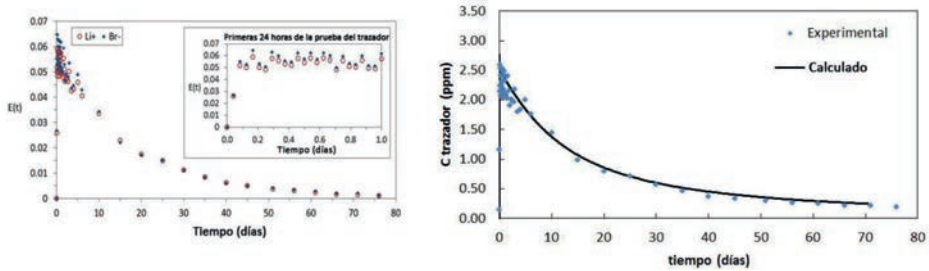 0.07
0.06
0.05
0.04
0.03
0.02
0.01
0
E(t)
Li+ Br-
0 10 20 30 40 50 60 70 80
Tiempo (días)
Primeras 24 horas de la prueba del trazador
0.07
0.06
0.05
0.04
0.03
0.02
0.01
0.00
E(t)
0.0 0.2 0.4 0.6 0.8 1.0
Tiempo (días)
3.50
3.00
2.50
2.00
1.50
1.00
0.50
0.00
C trazador (ppm)
Experimental
Calculado
0 10 20 30 40 50 60 70 80
tiempo (días)